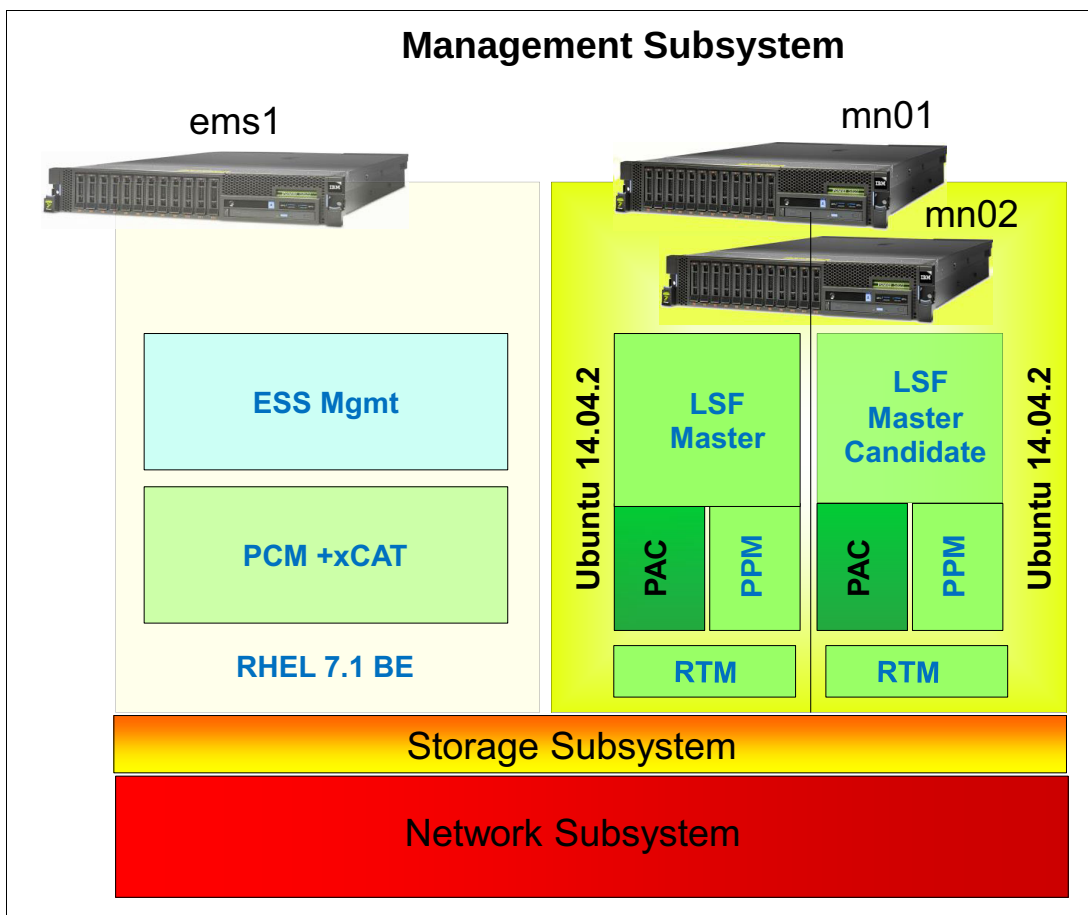 Management Subsystem
ems1
mn01
mn02
ESS Mgmt
PCM +xCAT
RHEL 7.1 BE
Ubuntu 14.04.2
LSF
Master
PAC
PPM
RTM
LSF
Master
Candidate
PAC
PPM
RTM
Ubuntu 14.04.2
Storage Subsystem
Network Subsystem